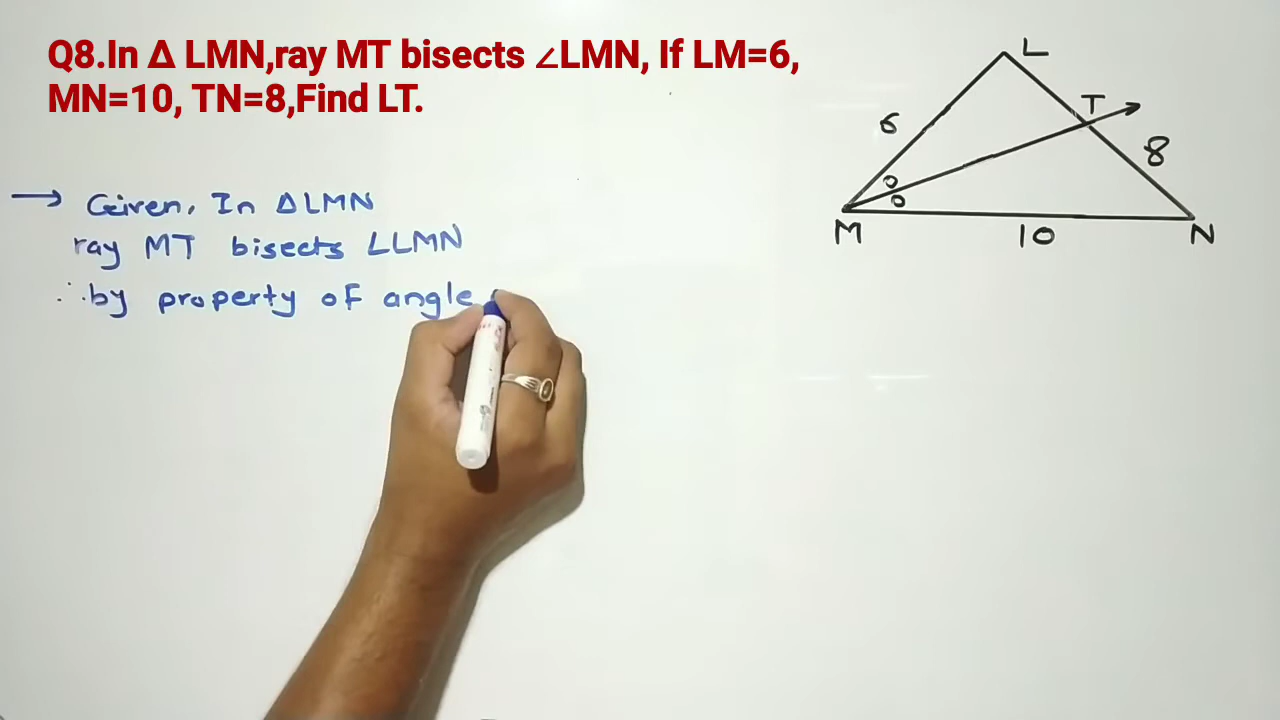 Q8.In Δ LMN,ray MT bisects ∠LMN, If LM=6,
MN=10, TN=8,Find LT.
→ Given, In ΔLMN
ray MT bisects ∠LMN
∴ by property of angle
L
T
6
8
M
10
N